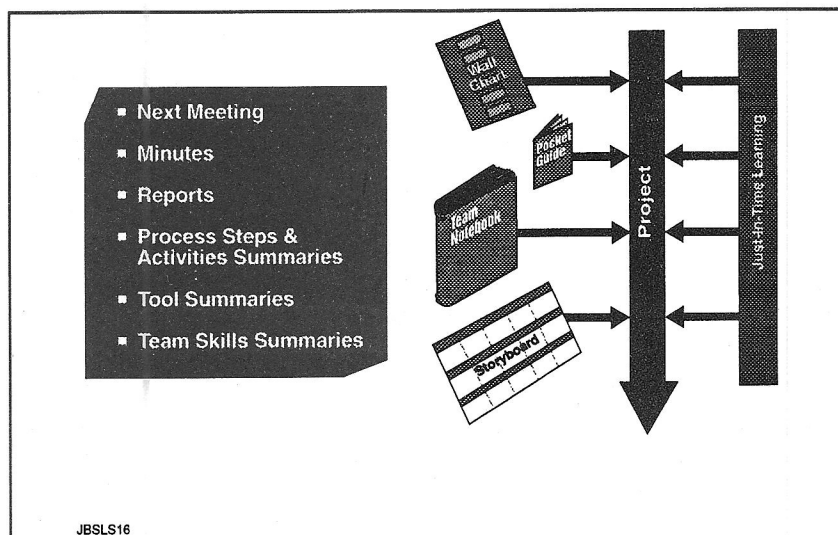 ▪ Next Meeting
▪ Minutes
▪ Reports
▪ Process Steps &
Activities Summaries
▪ Tool Summaries
▪ Team Skills Summaries
Wall
Chart
Pocket
Guide
Team
Notebook
Storyboard
Project
Just-In-Time Learning
JBSLS16